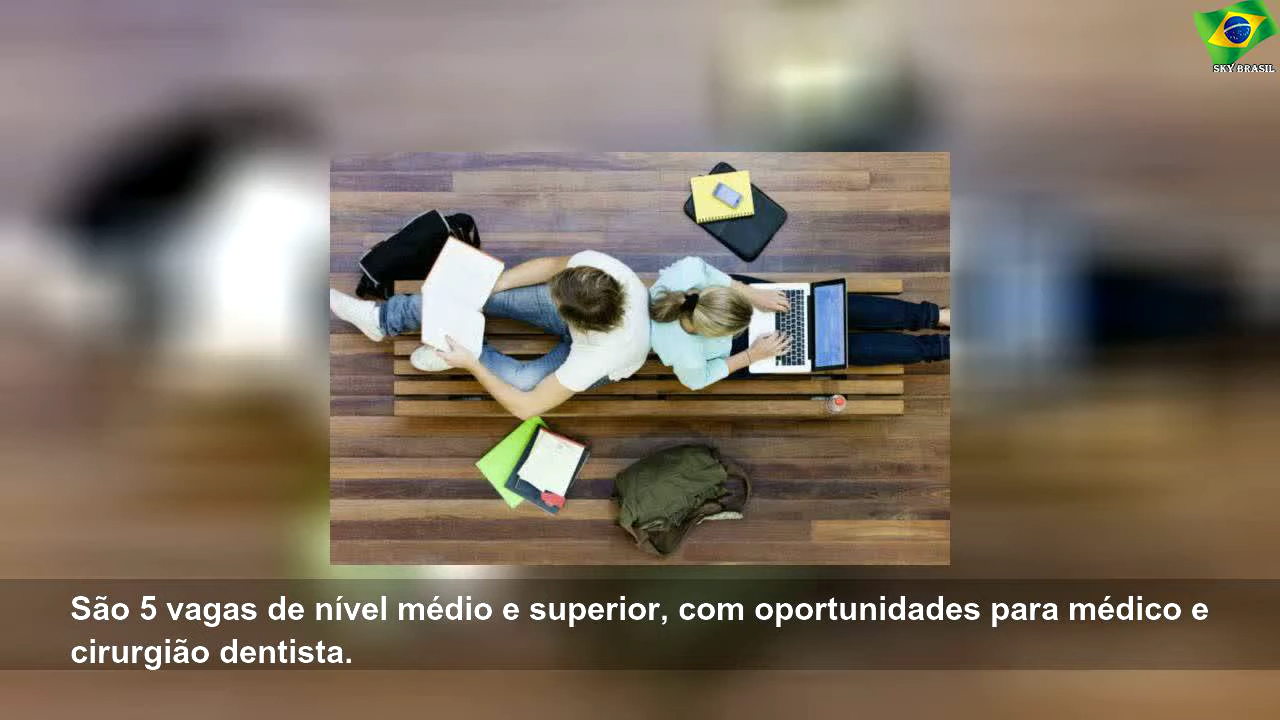 SKY BRASIL
São 5 vagas de nível médio e superior, com oportunidades para médico e
cirurgião dentista.